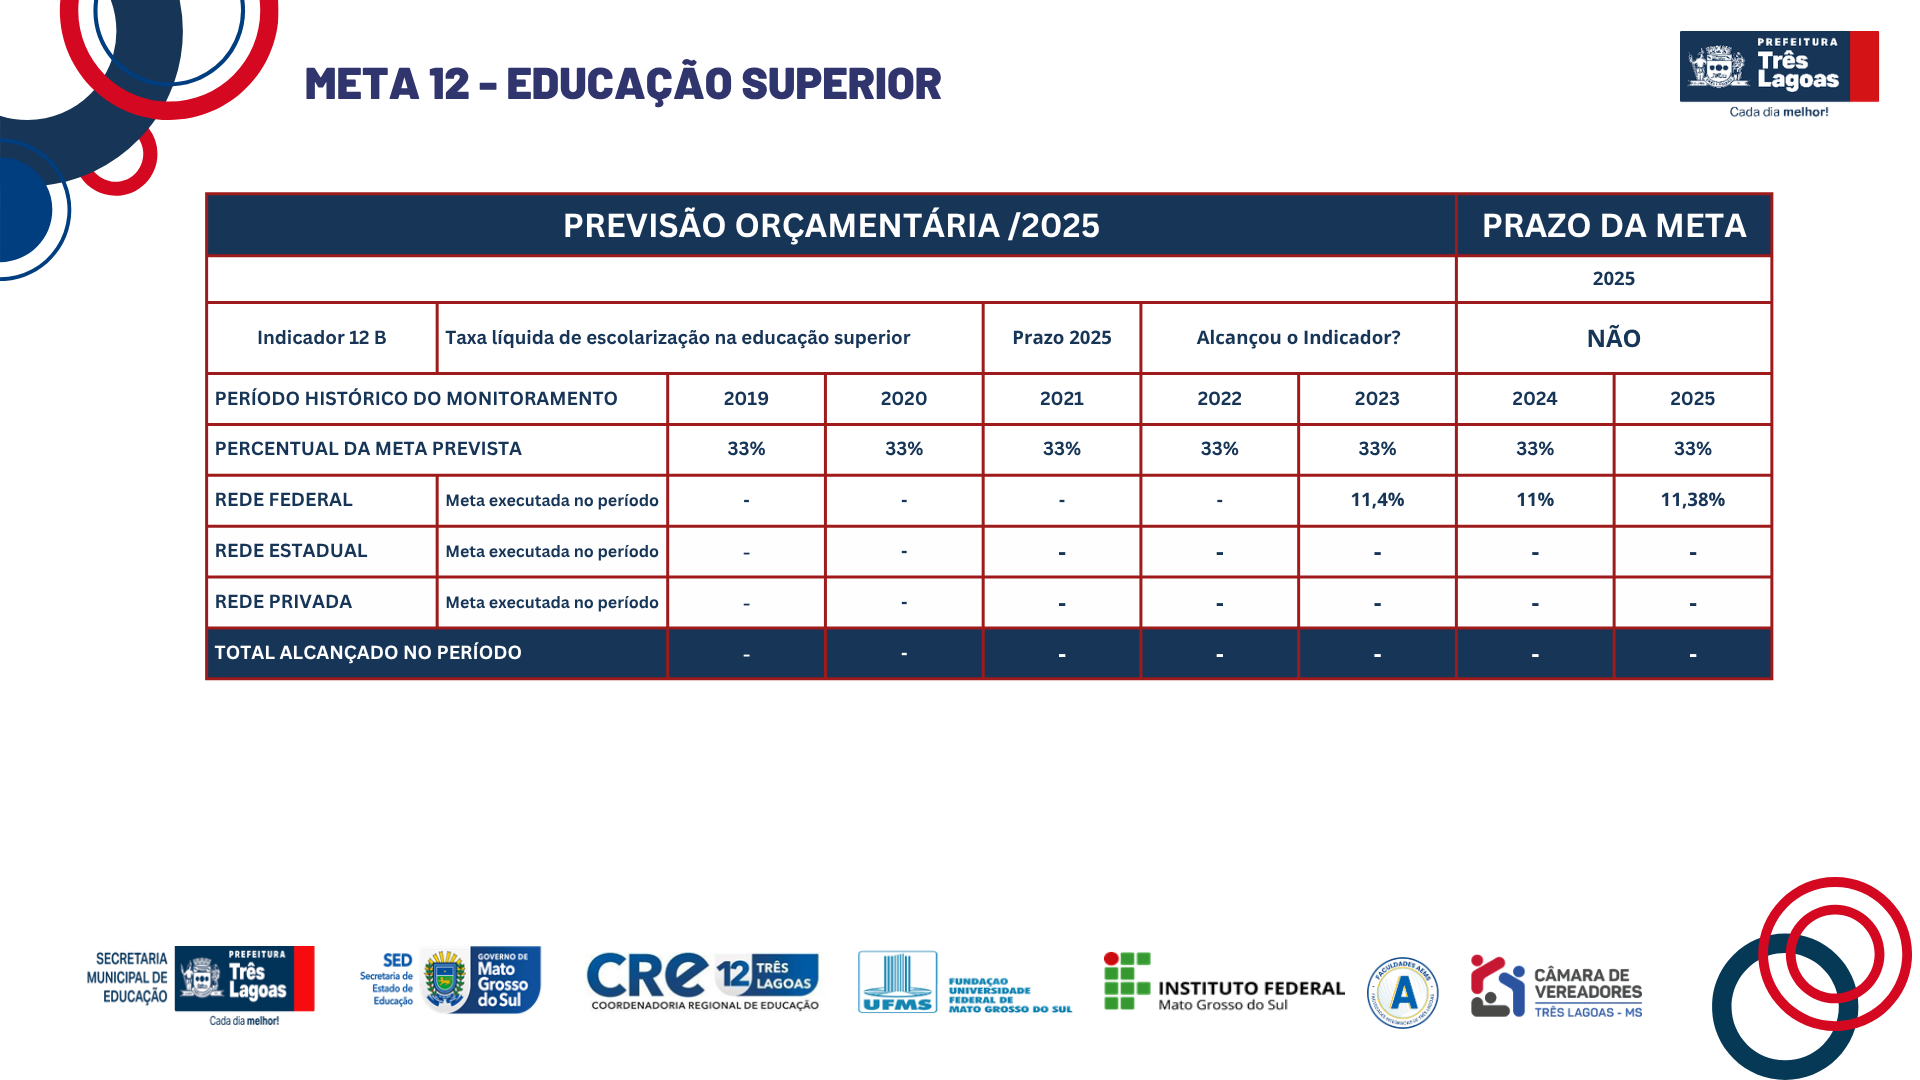 META 12 - EDUCAÇÃO SUPERIOR
PREFEITURA
Três
Lagoas
Cada dia melhor!
PREVISÃO ORÇAMENTÁRIA /2025 PRAZO DA META
2025
Indicador 12 B Taxa líquida de escolarização na educação superior Prazo 2025 Alcançou o Indicador? NÃO
PERÍODO HISTÓRICO DO MONITORAMENTO 2019 2020 2021 2022 2023 2024 2025
PERCENTUAL DA META PREVISTA 33% 33% 33% 33% 33% 33% 33%
REDE FEDERAL Meta executada no período - - - - 11,4% 11% 11,38%
REDE ESTADUAL Meta executada no período - - - - - - -
REDE PRIVADA Meta executada no período - - - - - - -
TOTAL ALCANÇADO NO PERÍODO - - - - - - -
SECRETARIA
MUNICIPAL DE
EDUCAÇÃO
PREFEITURA
Três
Lagoas
Cada dia melhor!
SED
Secretaria de
Estado de
Educação
GOVERNO DE
Mato
Grosso
do Sul
CRe 12 TRÊS
LAGOAS
COORDENADORIA REGIONAL DE EDUCAÇÃO
UFMS
FUNDAÇAO
UNIVERSIDADE
FEDERAL DE
MATO GROSSO DO SUL
INSTITUTO FEDERAL
Mato Grosso do Sul
FACULDADES AEMS
A
CÂMARA DE
VEREADORES
TRÊS LAGOAS - MS